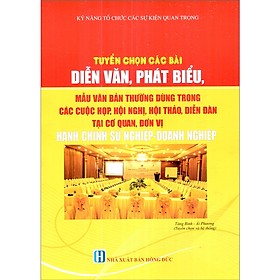 KỸ NĂNG TỔ CHỨC CÁC SỰ KIỆN QUAN TRỌNG
TUYỂN CHỌN CÁC BÀI
DIỄN VĂN, PHÁT BIỂU,
MẪU VĂN BẢN THƯỜNG DÙNG TRONG
CÁC CUỘC HỌP, HỘI NGHỊ, HỘI THẢO, DIỄN ĐÀN
TẠI CƠ QUAN, ĐƠN VỊ
HÀNH CHÍNH SỰ NGHIỆP-DOANH NGHIỆP
Tăng Bình - Ái Phương
(Tuyển chọn và hệ thống)
NHÀ XUẤT BẢN HỒNG ĐỨC